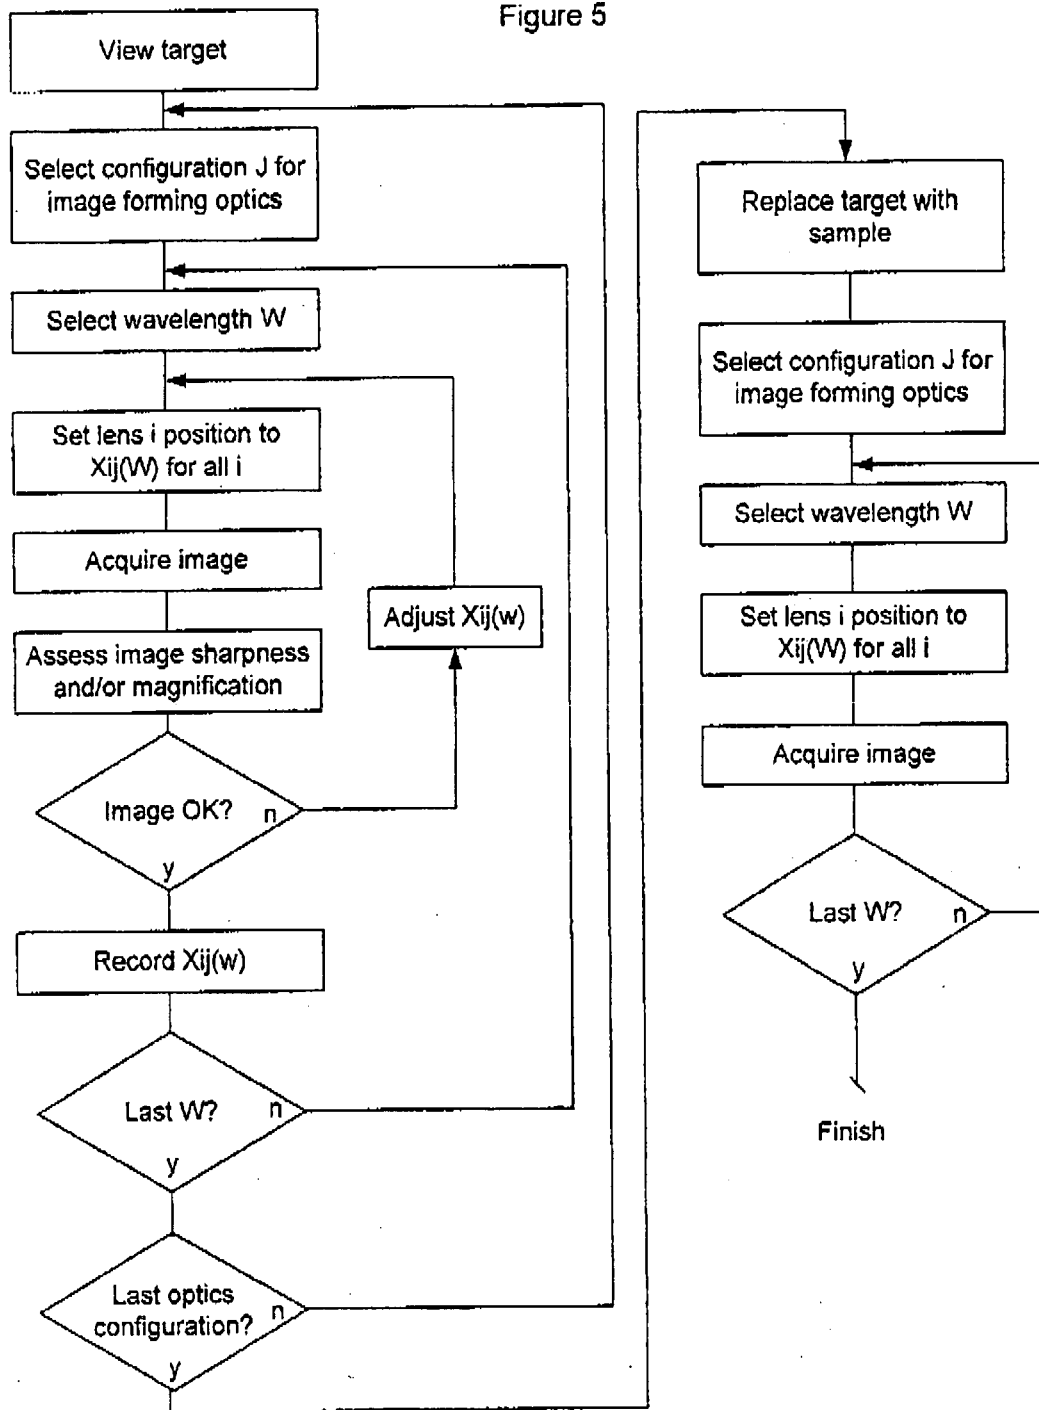 Figure 5
View target
Select configuration J for
image forming optics
Select wavelength W
Set lens i position to
Xij(W) for all i
Acquire image
Assess image sharpness
and/or magnification
Image OK?
n
y
Adjust Xij(w)
Record Xij(w)
Last W?
n
y
Last optics
configuration?
n
y
Replace target with
sample
Select configuration J for
image forming optics
Select wavelength W
Set lens i position to
Xij(W) for all i
Acquire image
Last W?
n
y
Finish